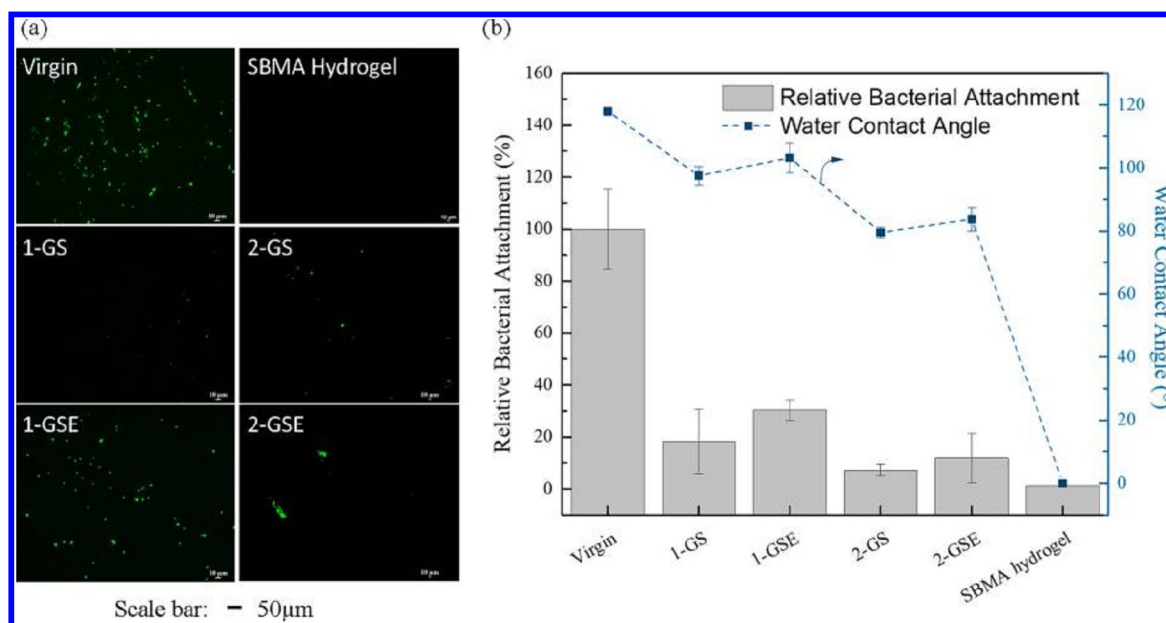 (a)
Virgin
SBMA Hydrogel
10 μm
10 μm
1-GS
2-GS
10 μm
10 μm
1-GSE
2-GSE
10 μm
10 μm
Scale bar: 50μm
(b)
Relative Bacterial Attachment (%)
160
140
120
100
80
60
40
20
0
Relative Bacterial Attachment
Water Contact Angle
120
100
80
60
40
20
0
Water Contact
Angle (°)
Virgin
1-GS
1-GSE
2-GS
2-GSE
SBMA hydrogel